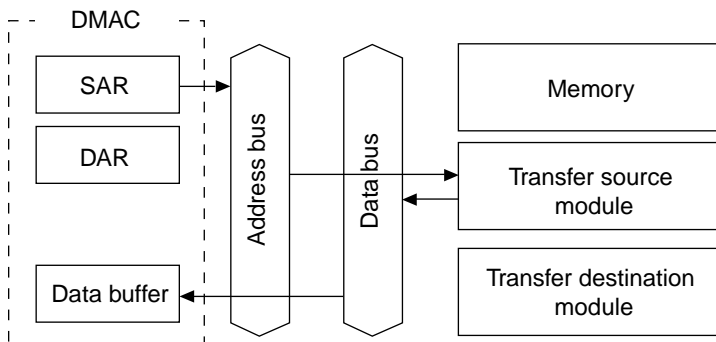 DMAC
SAR
DAR
Data buffer
Address bus
Data bus
Memory
Transfer source
module
Transfer destination
module